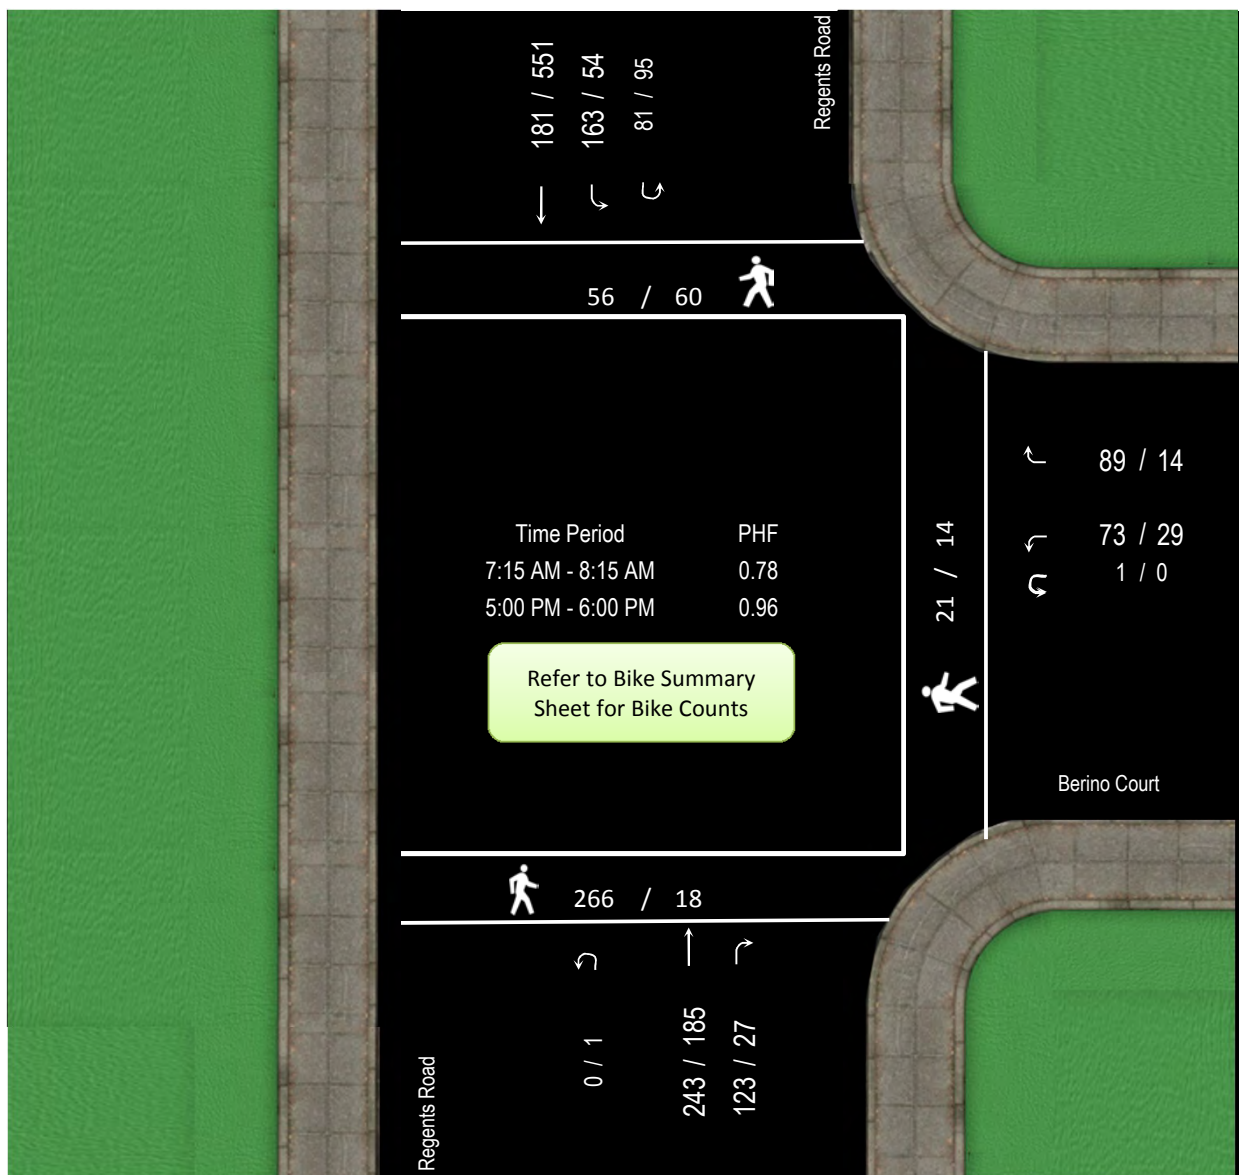 181 / 551
163 / 54
81 / 95
Regents Road
56 / 60
89 / 14
73 / 29
1 / 0
21 / 14
Time Period PHF
7:15 AM - 8:15 AM 0.78
5:00 PM - 6:00 PM 0.96
Refer to Bike Summary
Sheet for Bike Counts
Berino Court
266 / 18
0 / 1
243 / 185
123 / 27
Regents Road